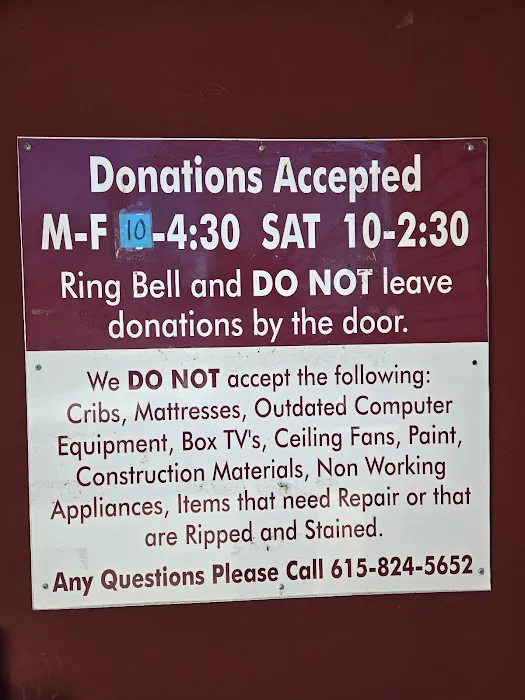 Donations Accepted
M-F 10-4:30 SAT 10-2:30
Ring Bell and DO NOT leave
donations by the door.
We DO NOT accept the following:
Cribs, Mattresses, Outdated Computer
Equipment, Box TV's, Ceiling Fans, Paint,
Construction Materials, Non Working
Appliances, Items that need Repair or that
are Ripped and Stained.
Any Questions Please Call 615-824-5652